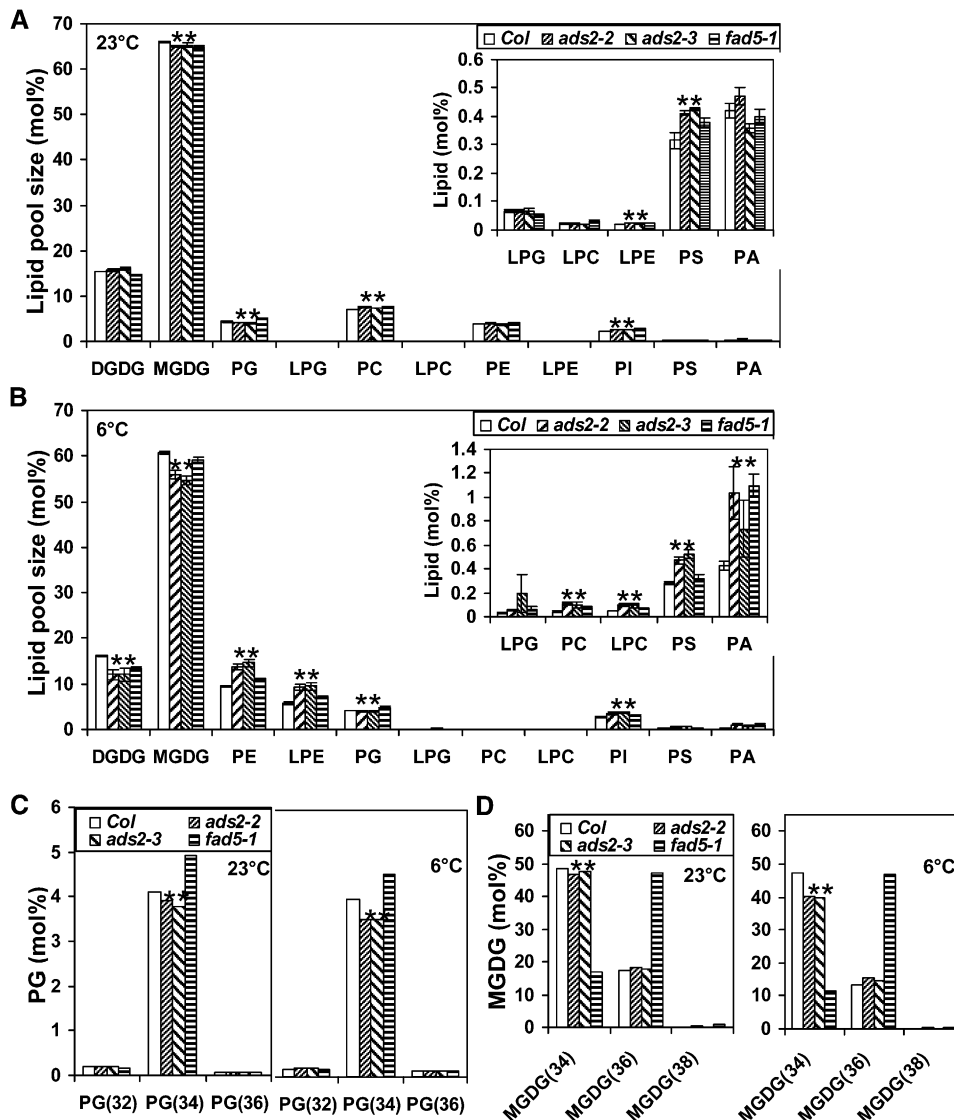 A
23°C
Lipid pool size (mol%)
70
60
50
40
30
20
10
0
DGDG MGDG PG LPG PC LPC PE LPE PI PS PA
** ** ** **
Col ads2-2 ads2-3 fad5-1
Lipid (mol%)
0.6
0.5
0.4
0.3
0.2
0.1
0
** **
LPG LPC LPE PS PA
B
6°C
Lipid pool size (mol%)
70
60
50
40
30
20
10
0
** ** ** ** ** **
DGDG MGDG PE LPE PG LPG PC LPC PI PS PA
Col ads2-2 ads2-3 fad5-1
Lipid (mol%)
1.4
1.2
1
0.8
0.6
0.4
0.2
0
** ** ** **
LPG PC LPC PS PA
C
PG (mol%)
6
5
4
3
2
1
0
Col ads2-2
ads2-3 fad5-1
23°C 6°C
** **
PG(32) PG(34) PG(36) PG(32) PG(34) PG(36)
D
MGDG (mol%)
60
50
40
30
20
10
0
Col ads2-2
ads2-3 fad5-1
23°C
**
MGDG(34) MGDG(36) MGDG(38)
60
50
40
30
20
10
0
6°C
**
MGDG(34) MGDG(36) MGDG(38)